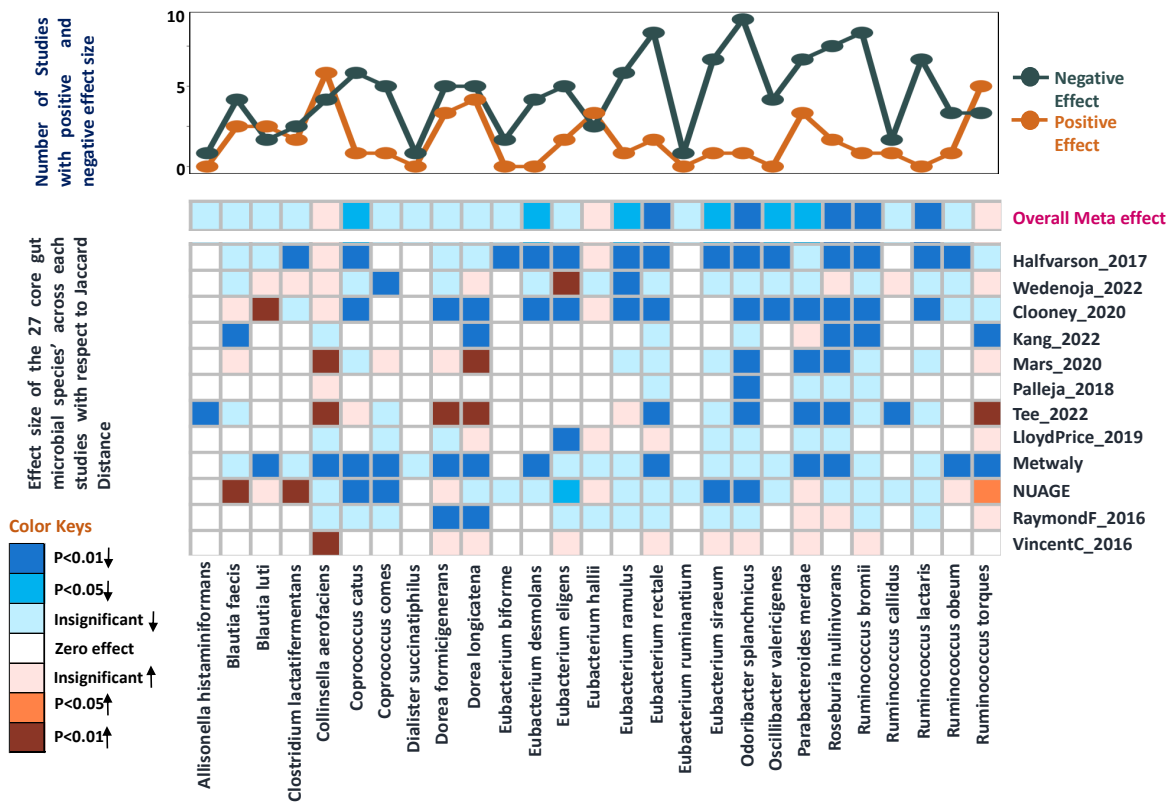 Number of Studies
with positive and
negative effect size
10
5
0
Negative
Effect
Positive
Effect
Overall Meta effect
Effect size of the 27 core gut
microbial species’ across each
studies with respect to Jaccard
Distance
Halfvarson_2017
Wedenoja_2022
Clooney_2020
Kang_2022
Mars_2020
Palleja_2018
Tee_2022
LloydPrice_2019
Metwaly
NUAGE
RaymondF_2016
VincentC_2016
Color Keys
P<0.01↓
P<0.05↓
Insignificant ↓
Zero effect
Insignificant ↑
P<0.05↑
P<0.01↑
Allisonella histaminiformans
Blautia faecis
Blautia luti
Clostridium lactatifermentans
Collinsella aerofaciens
Coprococcus catus
Coprococcus comes
Dialister succinatiphilus
Dorea formicigenerans
Dorea longicatena
Eubacterium biforme
Eubacterium desmolans
Eubacterium eligens
Eubacterium hallii
Eubacterium ramulus
Eubacterium rectale
Eubacterium ruminantium
Eubacterium siraeum
Odoribacter splanchnicus
Oscillibacter valericigenes
Parabacteroides merdae
Roseburia inulinivorans
Ruminococcus bromii
Ruminococcus callidus
Ruminococcus lactaris
Ruminococcus obeum
Ruminococcus torques